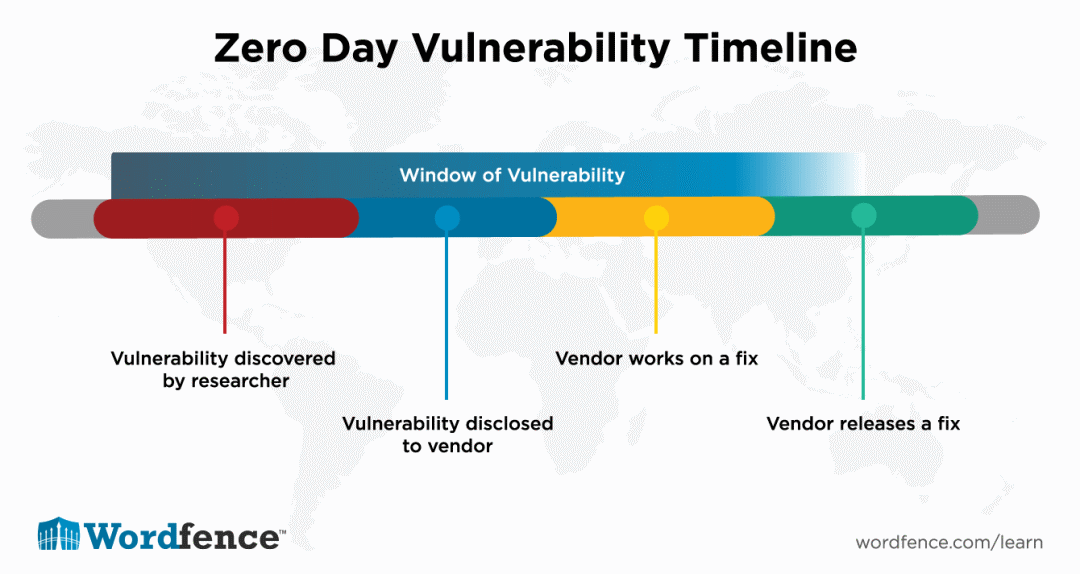 Zero Day Vulnerability Timeline
Window of Vulnerability
Vulnerability discovered
by researcher
Vulnerability disclosed
to vendor
Vendor works on a fix
Vendor releases a fix
Wordfence™
wordfence.com/learn